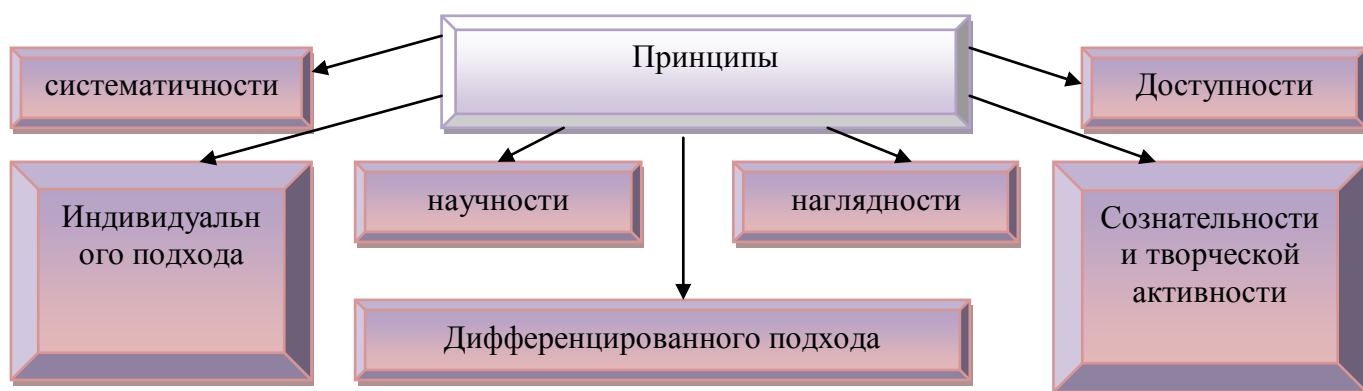 Принципы
систематичности
Доступности
Индивидуальн
ого подхода
научности
наглядности
Сознательности
и творческой
активности
Дифференцированного подхода